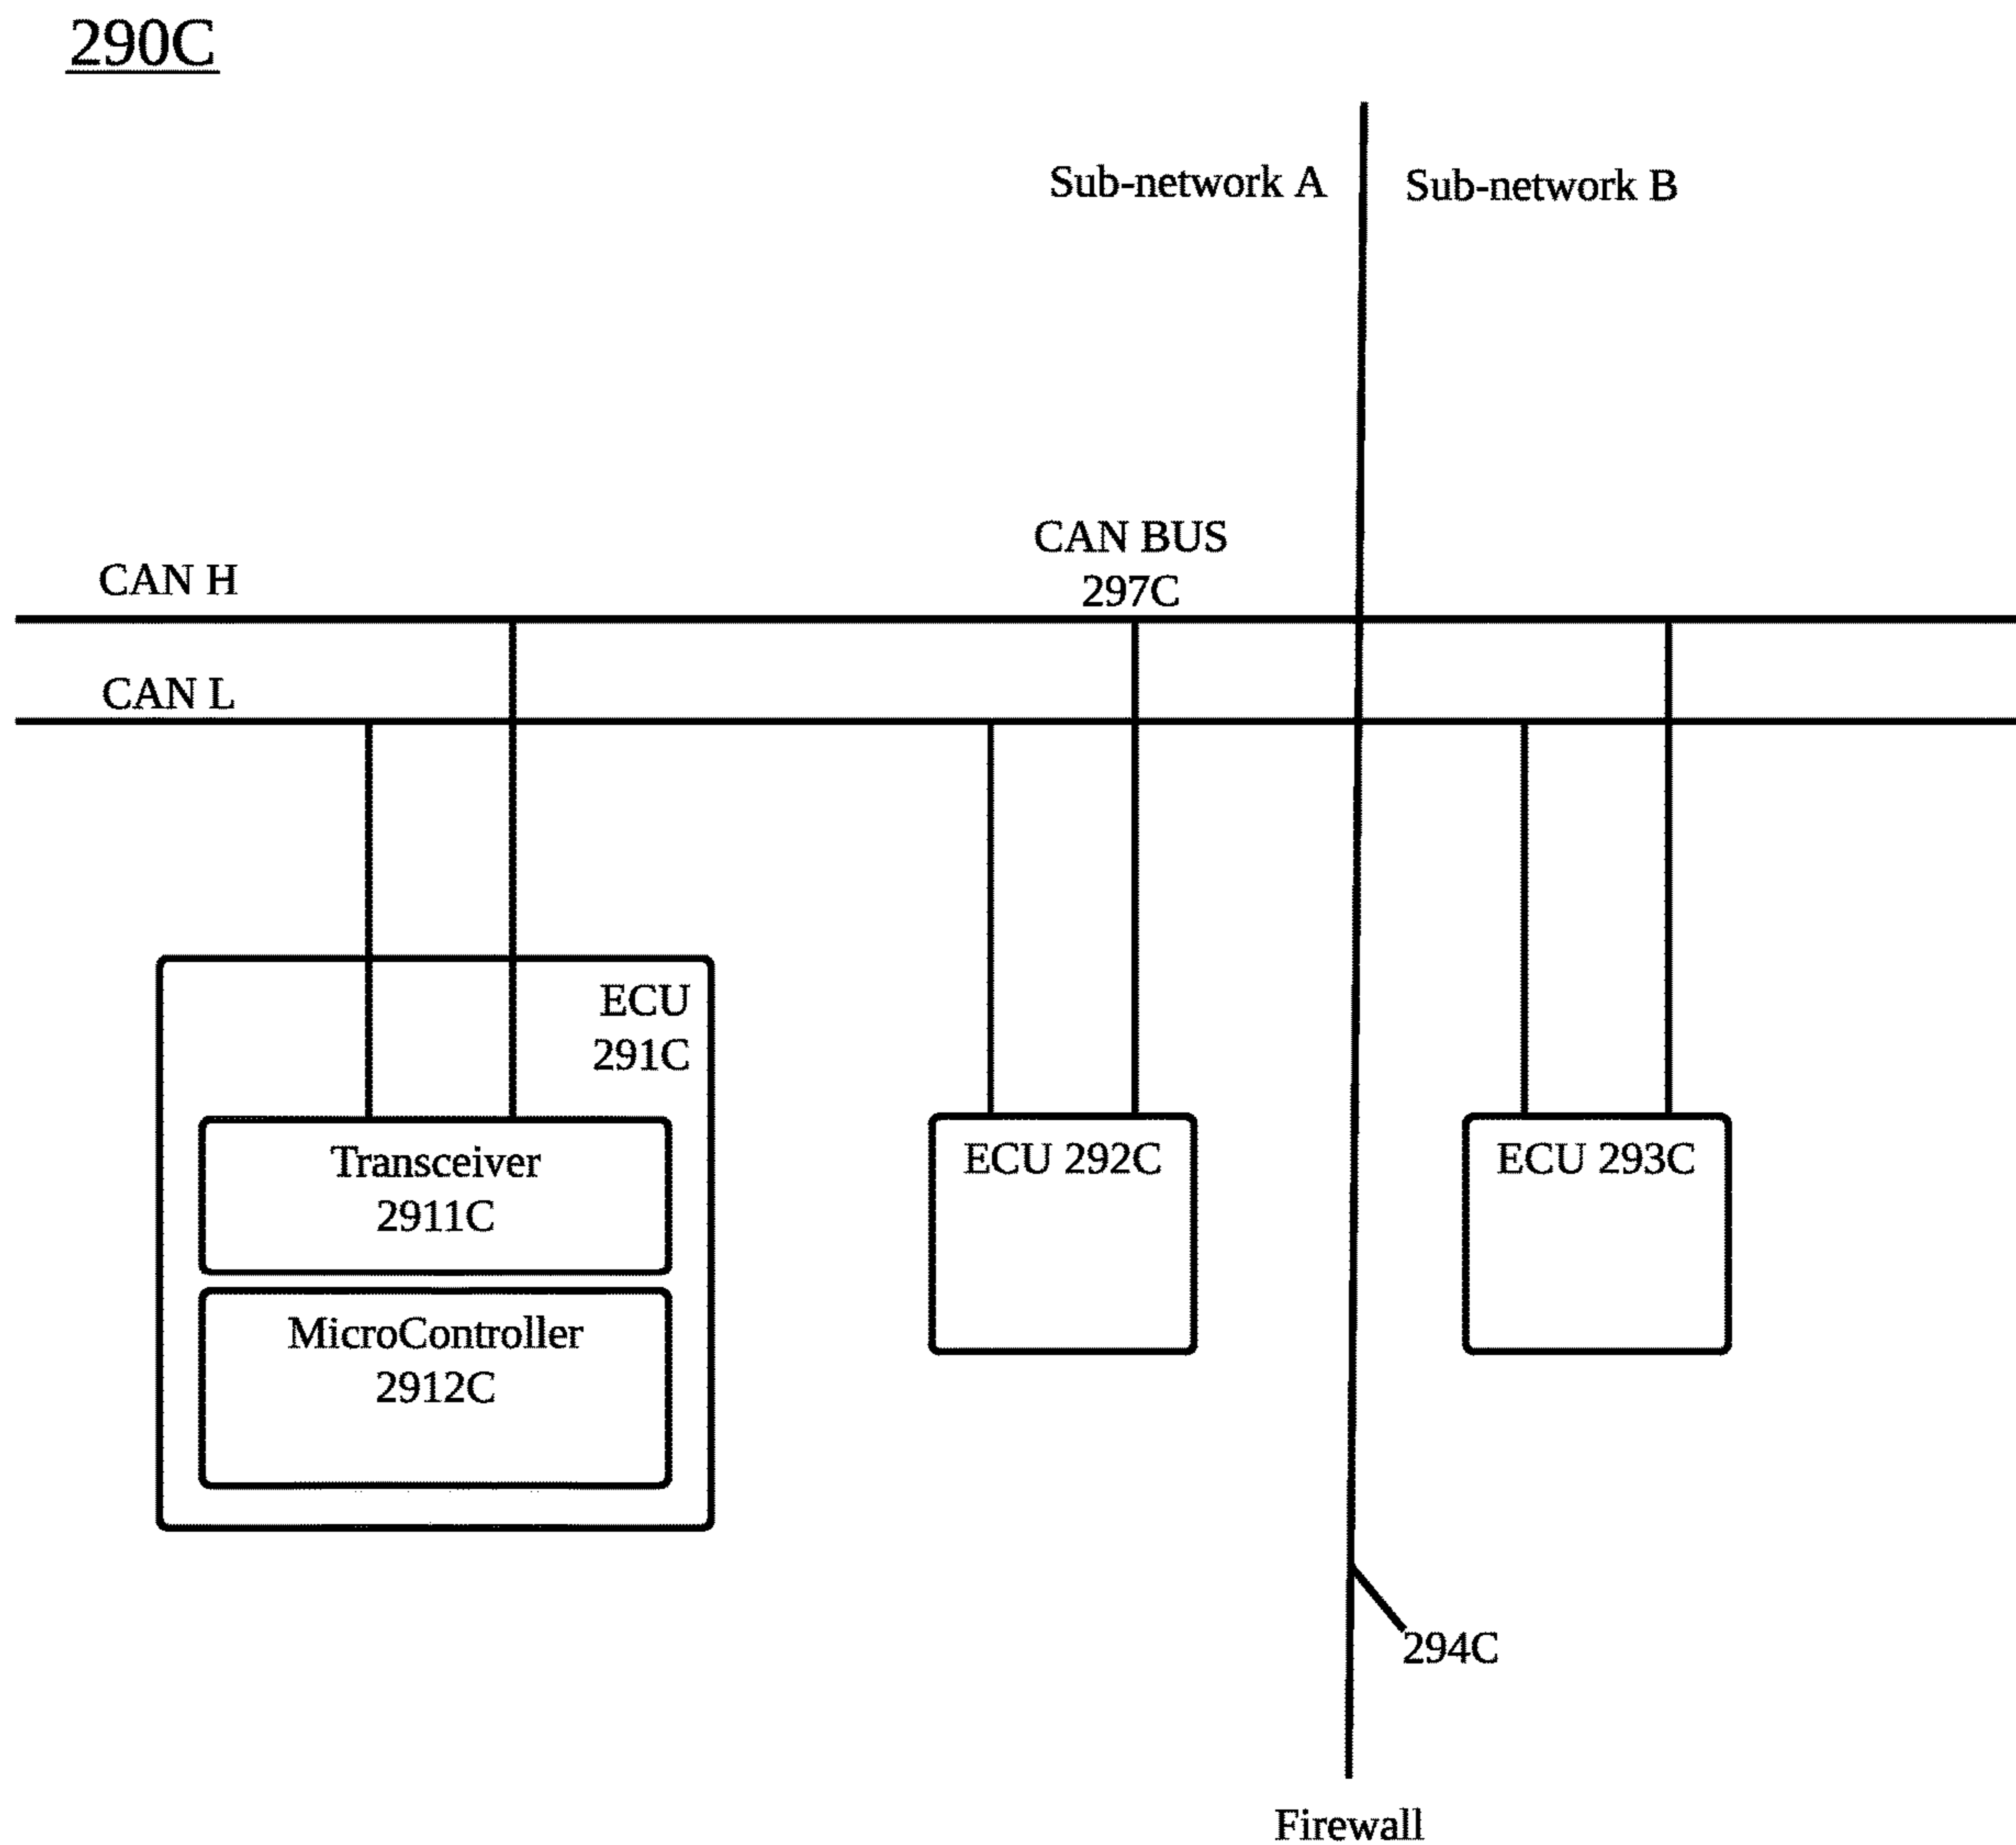 290C
Sub-network A
Sub-network B
CAN BUS
297C
CAN H
CAN L
ECU
291C
Transceiver
2911C
MicroController
2912C
ECU 292C
ECU 293C
294C
Firewall